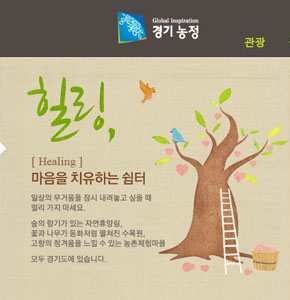 Global Inspiration
경기 농정
관광
힐링,
[ Healing ]
마음을 치유하는 쉼터
일상의 무거움을 잠시 내려놓고 싶을 때
멀리 가지 마세요.
숲의 향기가 있는 자연휴양원,
꽃과 나무가 동화처럼 펼쳐진 수목원,
고향의 정겨움을 느낄 수 있는 농촌체험마을
모두 경기도에 있습니다.